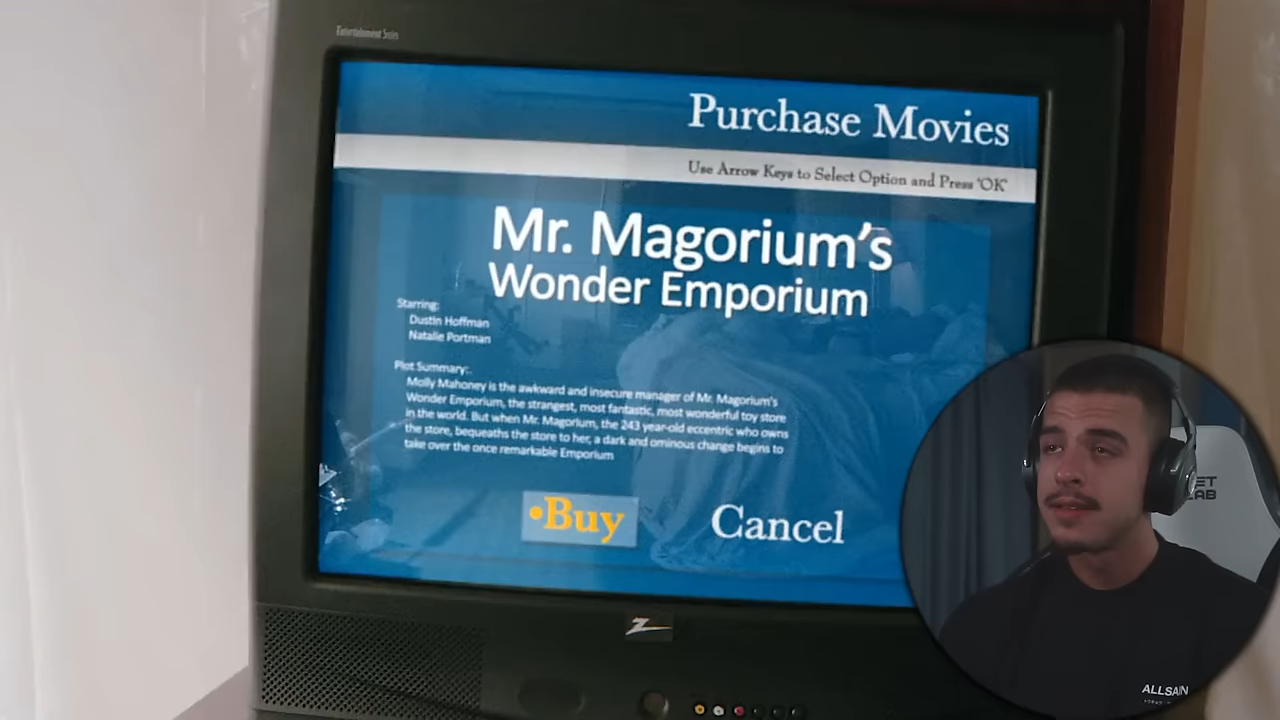 Entertainment Series
Purchase Movies
Use Arrow Keys to Select Option and Press 'OK'
Mr. Magorium's
Wonder Emporium
Starring:
Dustin Hoffman
Natalie Portman
Plot Summary:
Molly Mahoney is the awkward and insecure manager of Mr. Magorium's
Wonder Emporium, the strangest, most fantastic, most wonderful toy store
in the world. But when Mr. Magorium, the 243 year-old eccentric who owns
the store, bequeaths the store to her, a dark and ominous change begins to
take over the once remarkable Emporium
•Buy
Cancel
LAB
ALLSAIN